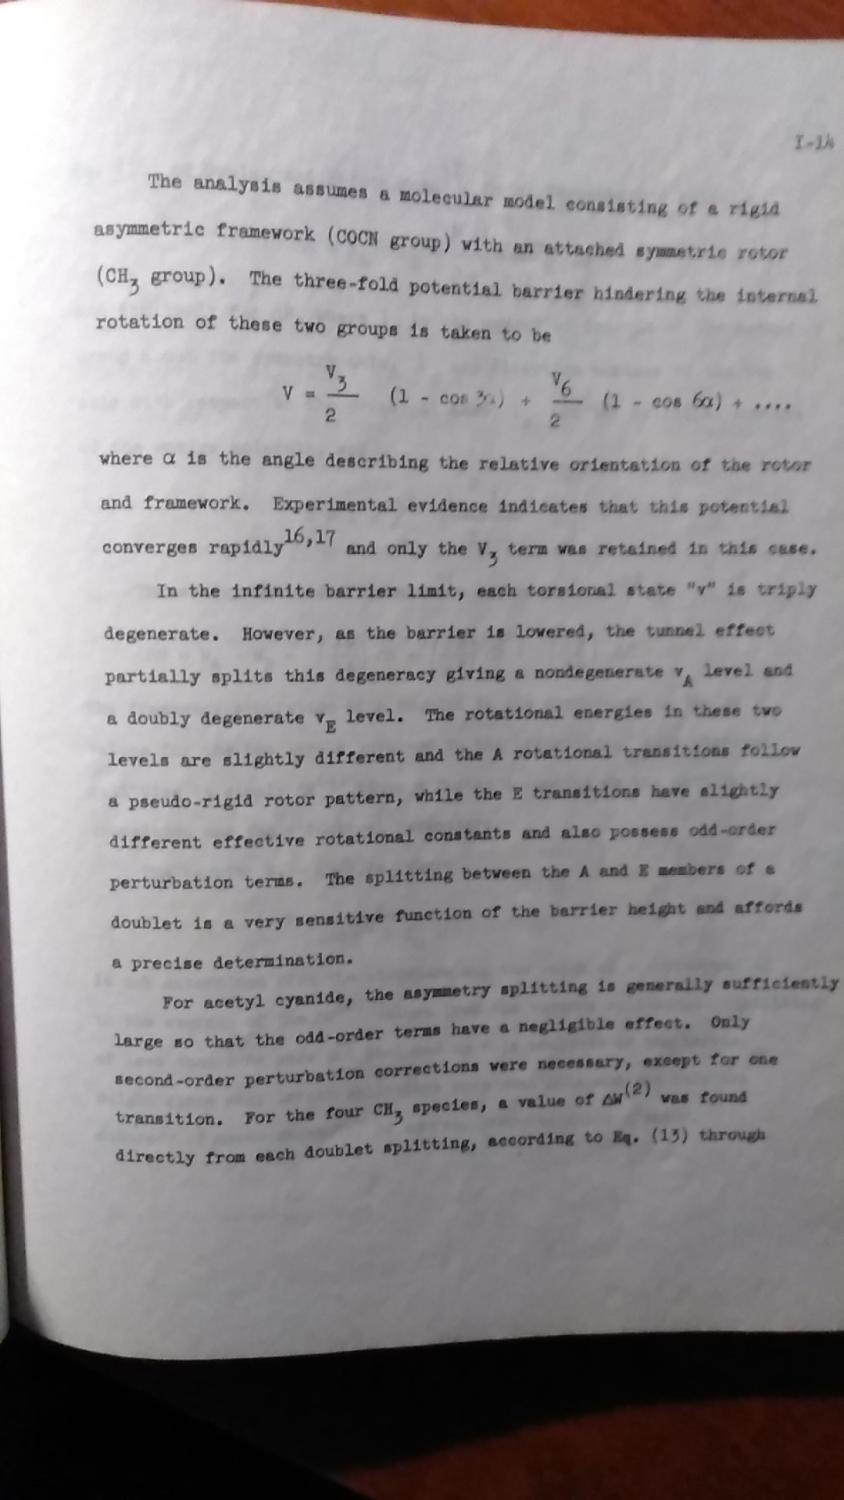 I-14
The analysis assumes a molecular model consisting of a rigid
asymmetric framework (COCN group) with an attached symmetric rotor
(CH₃ group). The three-fold potential barrier hindering the internal
rotation of these two groups is taken to be
V = V₃/2 (1 - cos 3α) + V₆/2 (1 - cos 6α) + ....
where α is the angle describing the relative orientation of the rotor
and framework. Experimental evidence indicates that this potential
converges rapidly¹⁶,¹⁷ and only the V₃ term was retained in this case.
In the infinite barrier limit, each torsional state "v" is triply
degenerate. However, as the barrier is lowered, the tunnel effect
partially splits this degeneracy giving a nondegenerate v_A level and
a doubly degenerate v_E level. The rotational energies in these two
levels are slightly different and the A rotational transitions follow
a pseudo-rigid rotor pattern, while the E transitions have slightly
different effective rotational constants and also possess odd-order
perturbation terms. The splitting between the A and E members of a
doublet is a very sensitive function of the barrier height and affords
a precise determination.
For acetyl cyanide, the asymmetry splitting is generally sufficiently
large so that the odd-order terms have a negligible effect. Only
second-order perturbation corrections were necessary, except for one
transition. For the four CH₃ species, a value of ΔW⁽²⁾ was found
directly from each doublet splitting, according to Eq. (13) through